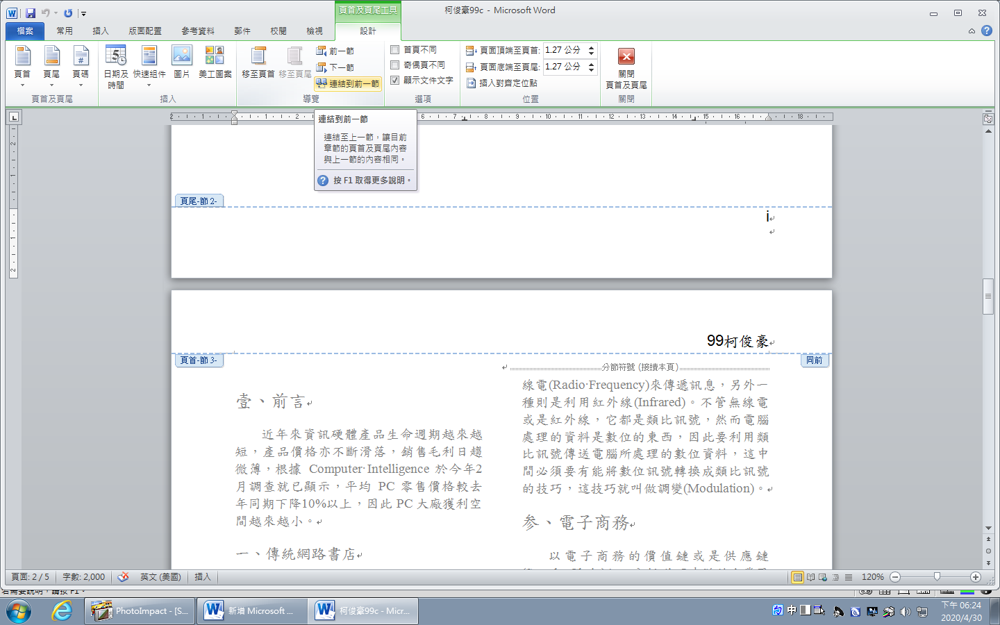 頁首及頁尾工具
柯俊豪99c - Microsoft Word
檔案 常用 插入 版面配置 參考資料 郵件 校閱 檢視 設計
頁首 頁尾 頁碼
頁首及頁尾
日期及時間 快速組件 圖片 美工圖案
插入
移至頁首 移至頁尾
前一節
下一節
連結到前一節
導覽
首頁不同
奇偶頁不同
顯示文件文字
選項
頁面頂端至頁首: 1.27 公分
頁面底端至頁尾: 1.27 公分
插入對齊定位點
位置
關閉
頁首及頁尾
關閉
連結到前一節
連結至上一節，讓目前
章節的頁首及頁尾內容
與上一節的內容相同。
按 F1 取得更多說明。
頁尾-節 2-
i
99柯俊豪
頁首-節 3-
同前
分節符號 (接續本頁)
壹、前言
近年來資訊硬體產品生命週期越來越
短，產品價格亦不斷滑落，銷售毛利日趨
微薄，根據 Computer Intelligence 於今年2
月調查就已顯示，平均 PC 零售價格較去
年同期下降10%以上，因此 PC 大廠獲利空
間越來越小。
一、傳統網路書店
線電(Radio Frequency)來傳遞訊息，另外一
種則是利用紅外線(Infrared)。不管無線電
或是紅外線，它都是類比訊號，然而電腦
處理的資料是數位的東西，因此要利用類
比訊號傳送電腦所處理的數位資料，這中
間必須要有能將數位訊號轉換成類比訊號
的技巧，這技巧就叫做調變(Modulation)。
參、電子商務
以電子商務的價值鏈或是供應鏈
頁面: 2 / 5 字數: 2,000 英文 (美國) 插入
120%
若需要說明，請按 F1。
PhotoImpact - [S... 新增 Microsoft ... 柯俊豪99c - Micr...
中
下午 06:24
2020/4/30